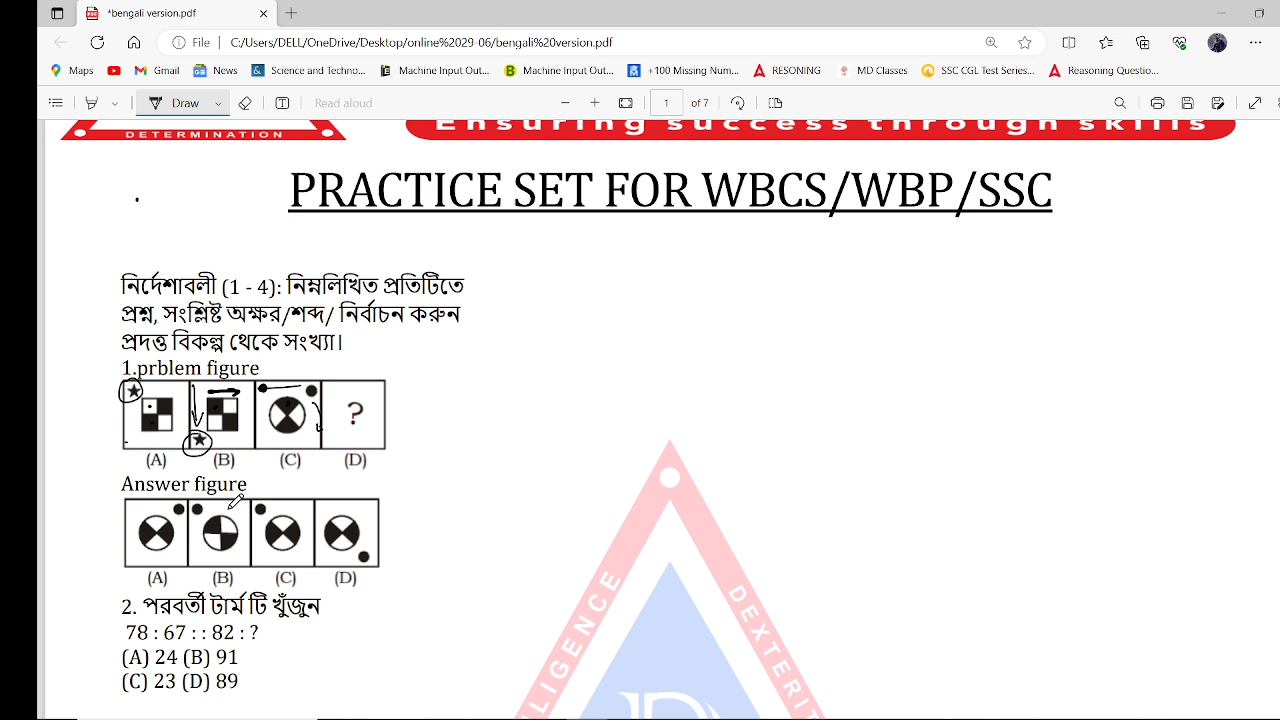 *bengali version.pdf
File
C:/Users/DELL/OneDrive/Desktop/online%2029-06/bengali%20version.pdf
Maps
Gmail
News
Science and Techno...
Machine Input Out...
Machine Input Out...
+100 Missing Num...
RESONING
MD Classes
SSC CGL Test Series...
Reasoning Questio...
Draw
Read aloud
1 of 7
DETERMINATION
Ensuring success through skills
PRACTICE SET FOR WBCS/WBP/SSC
নির্দেশাবলী (1 - 4): নিম্নলিখিত প্রতিটিতে
প্রশ্ন, সংশ্লিষ্ট অক্ষর/শব্দ/ নির্বাচন করুন
প্রদত্ত বিকল্প থেকে সংখ্যা।
1.prblem figure
?
(A) (B) (C) (D)
Answer figure
(A) (B) (C) (D)
2. পরবর্তী টার্ম টি খুঁজুন
78 : 67 : : 82 : ?
(A) 24 (B) 91
(C) 23 (D) 89